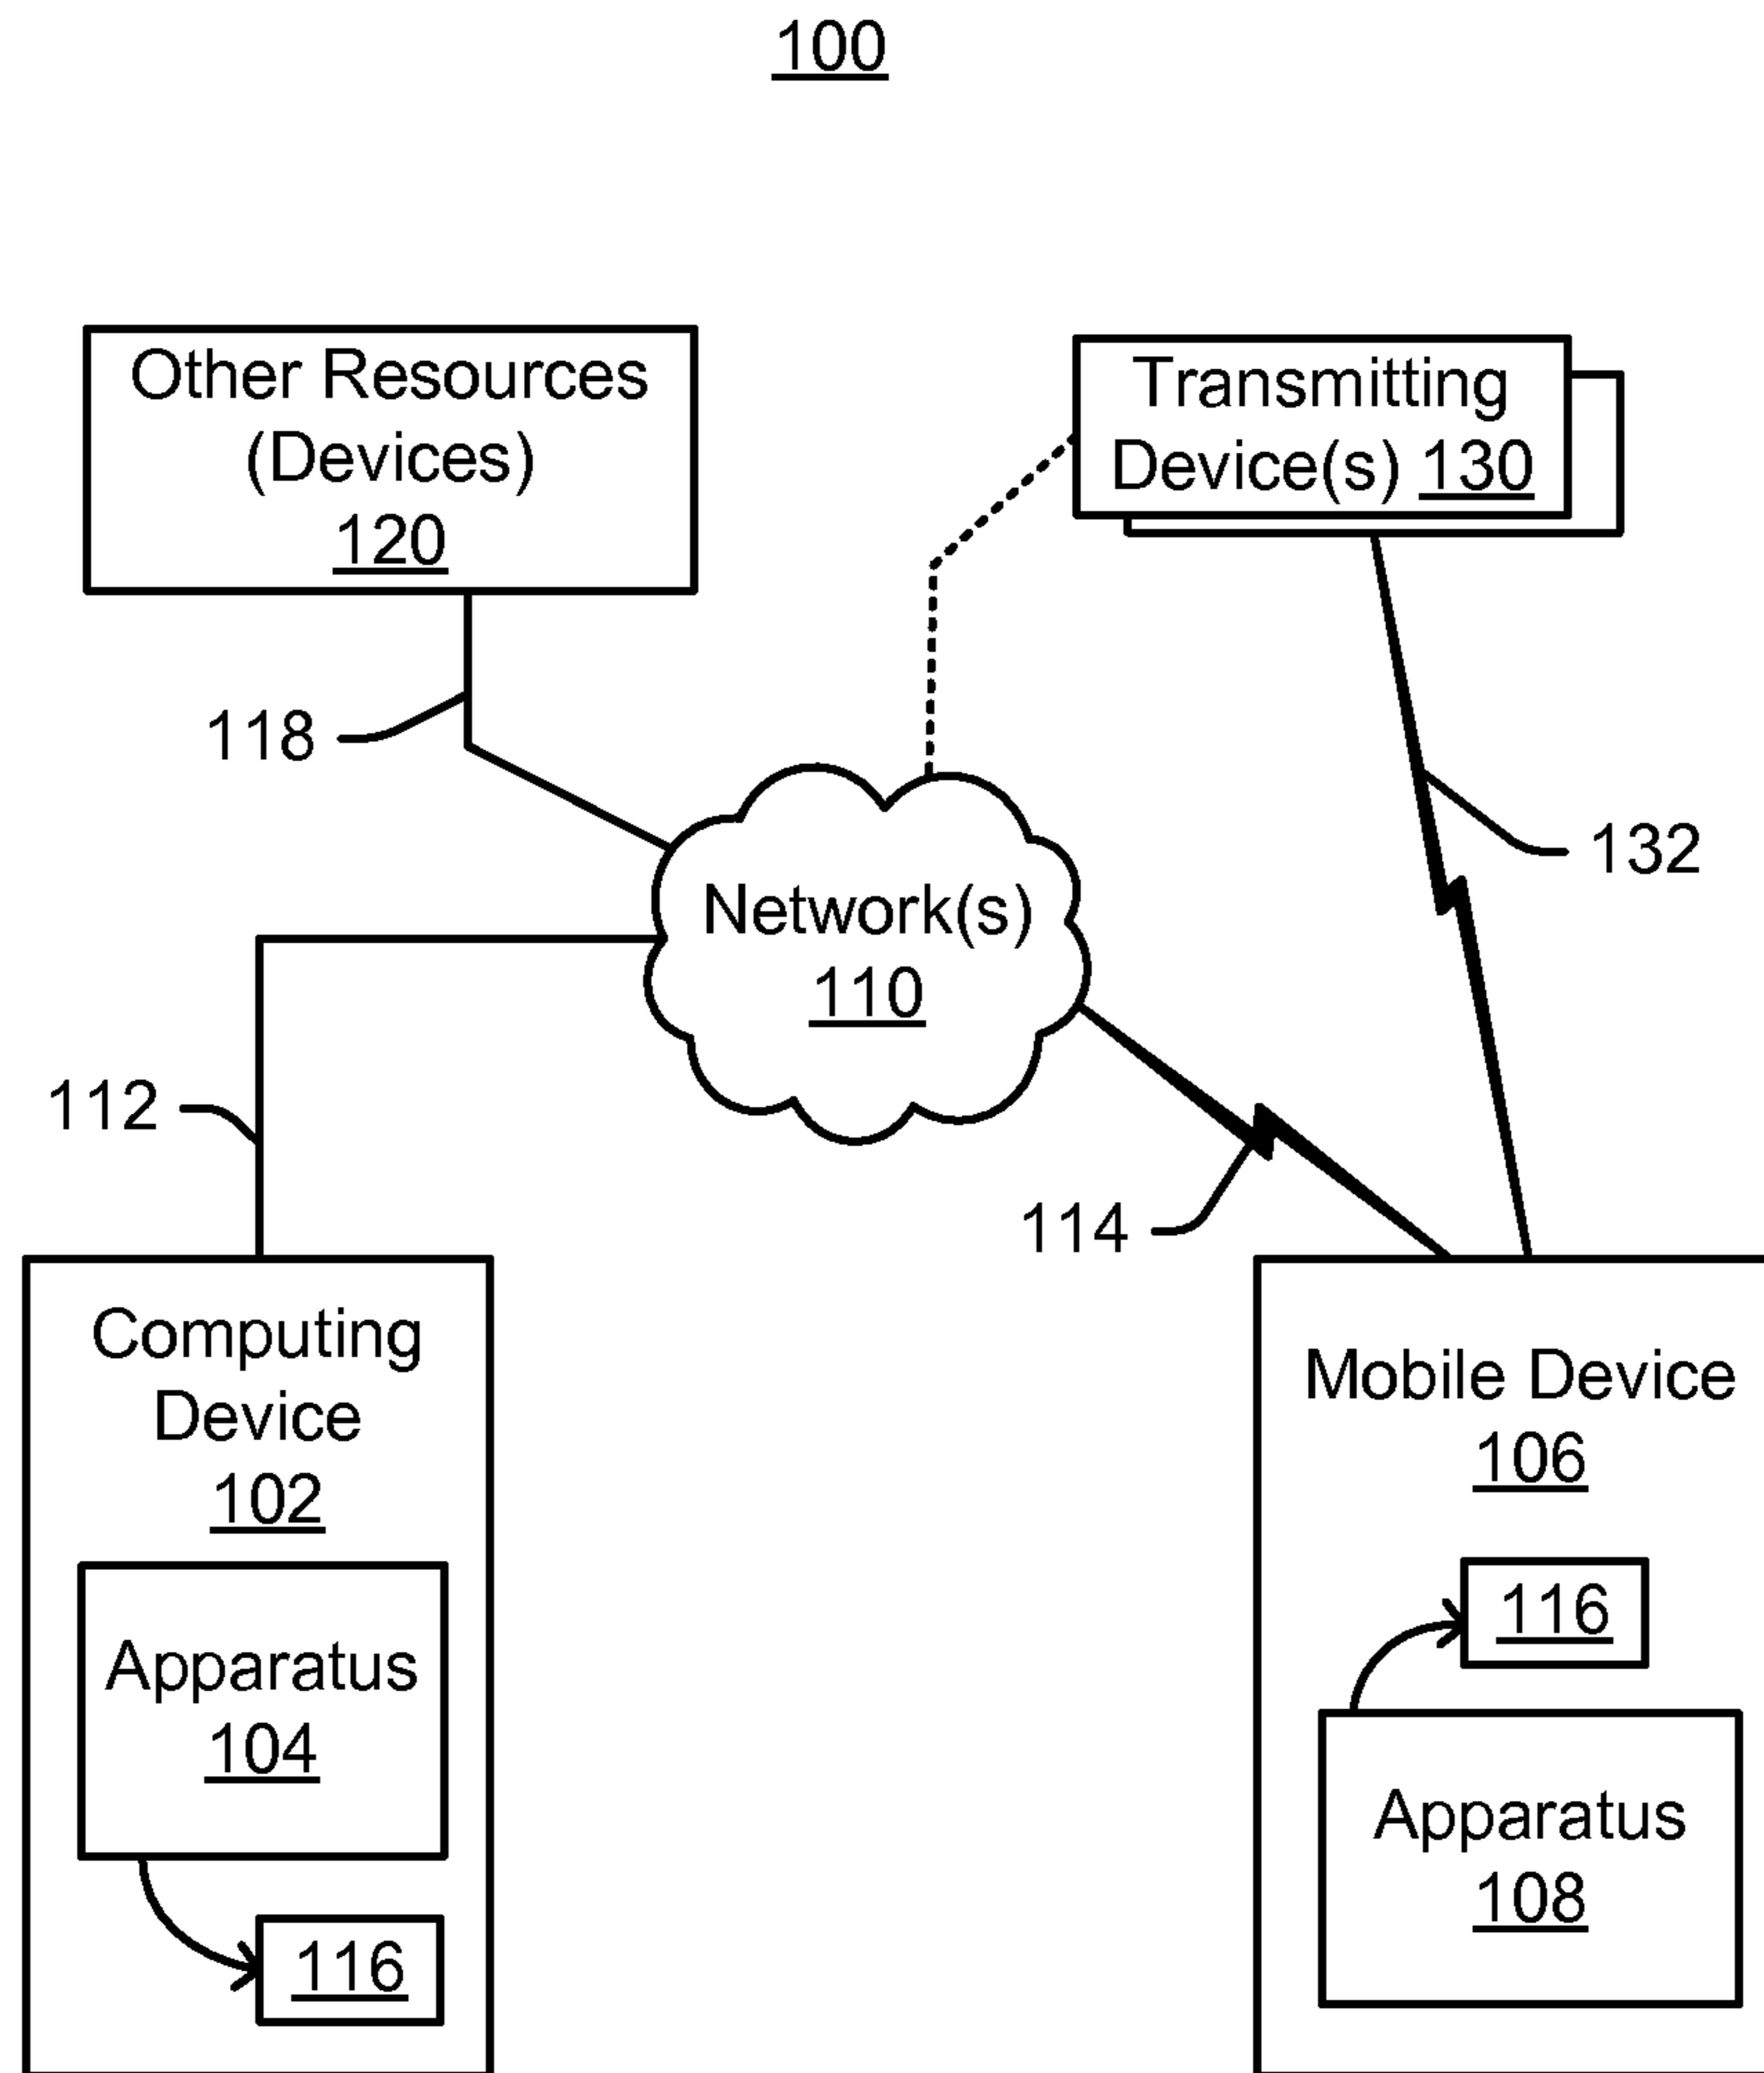 100
Other Resources
(Devices)
120
Transmitting
Device(s) 130
118
132
Network(s)
110
112
114
Computing
Device
102
Mobile Device
106
116
Apparatus
104
Apparatus
108
116